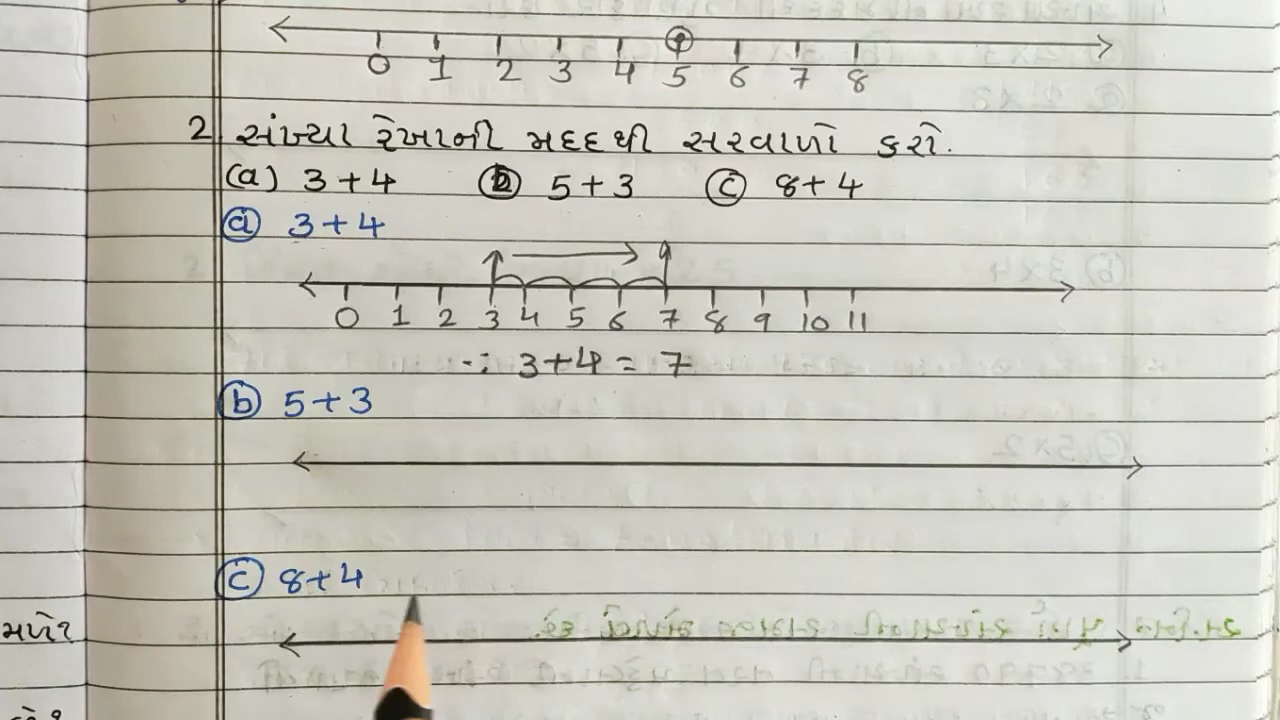 0 1 2 3 4 5 6 7 8
2 સંખ્યા રેખાની મદદથી સરવાળો કરો.
(a) 3+4 ⓑ 5+3 ⓒ 8+4
ⓐ 3+4
0 1 2 3 4 5 6 7 8 9 10 11
∴ 3+4 = 7
ⓑ 5+3
ⓒ 8+4